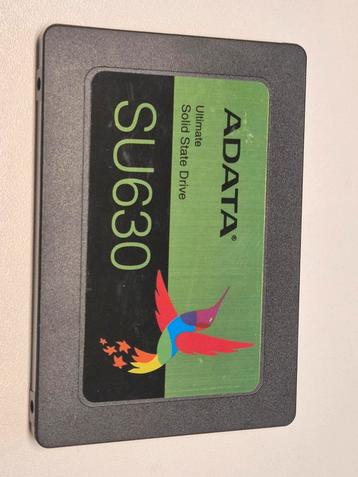 ADATA®
Ultimate
Solid State Drive
SU630